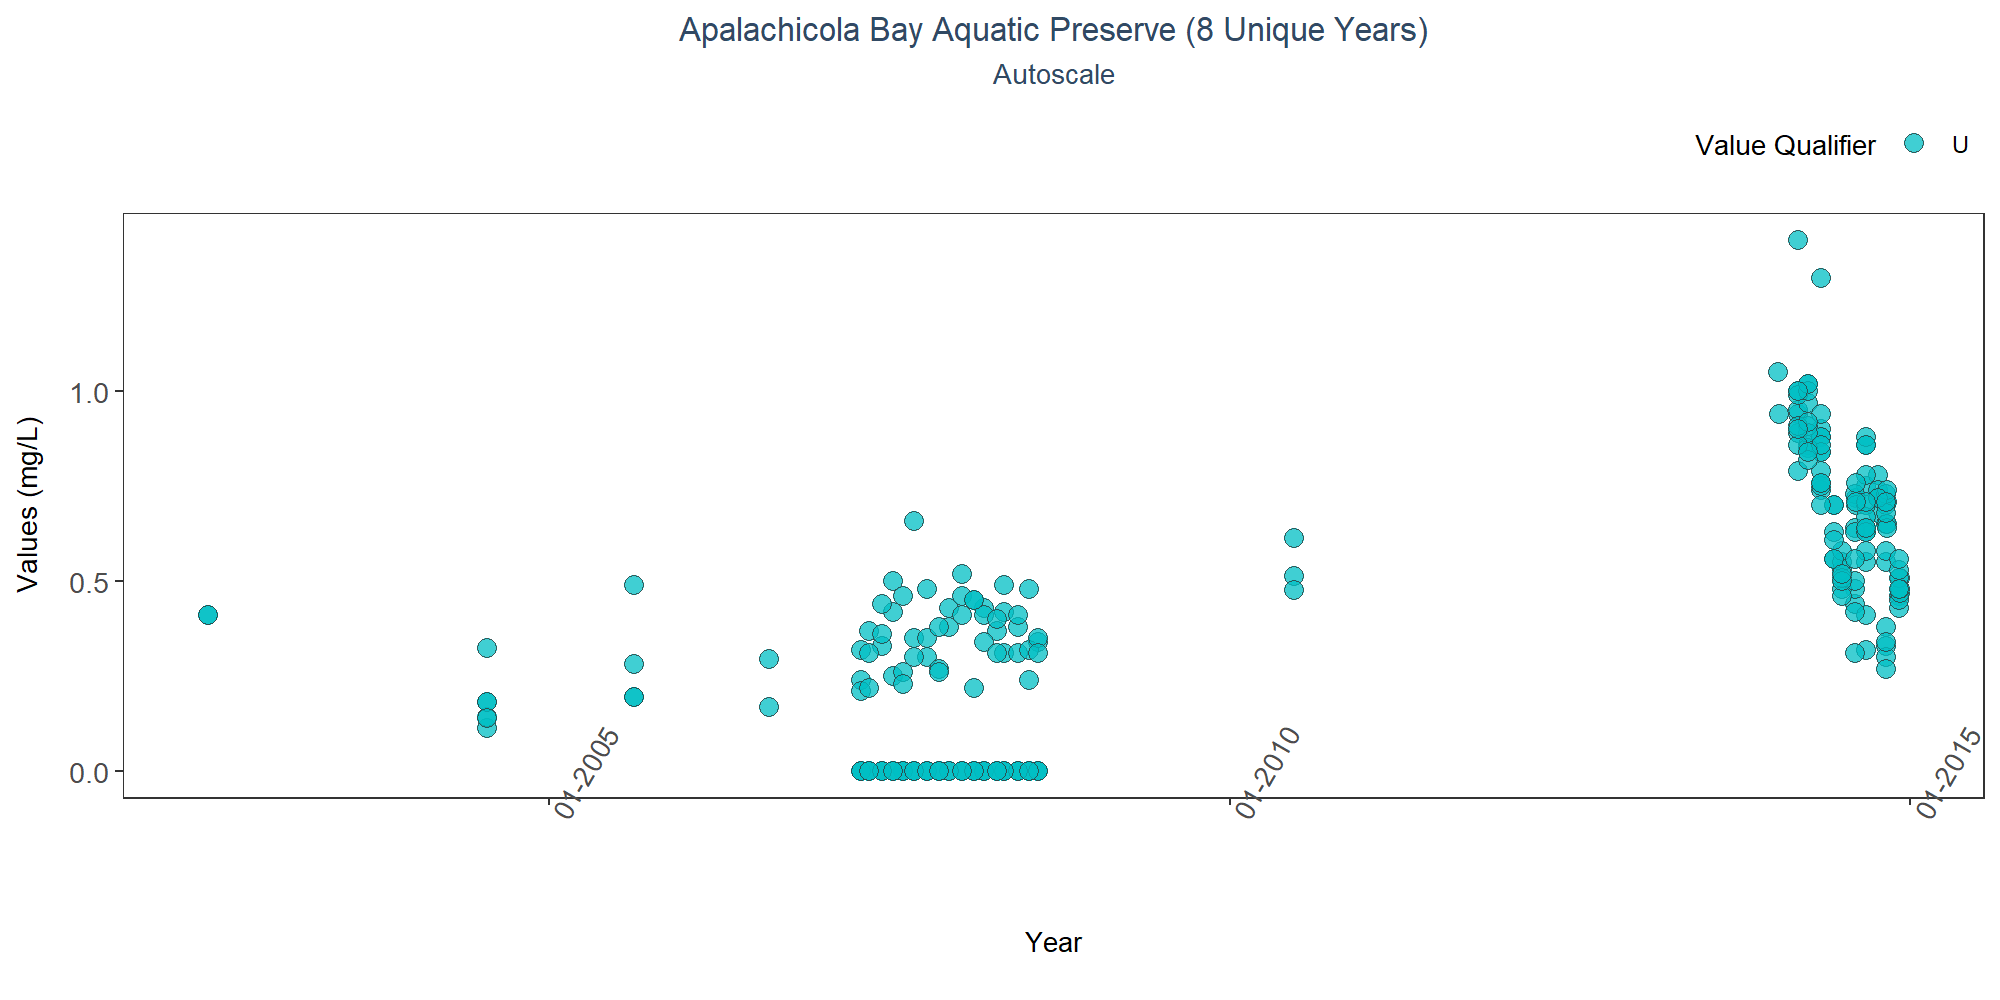 Apalachicola Bay Aquatic Preserve (8 Unique Years)
Autoscale
Value Qualifier U
Values (mg/L)
1.0
0.5
0.0
01-2005
01-2010
01-2015
Year